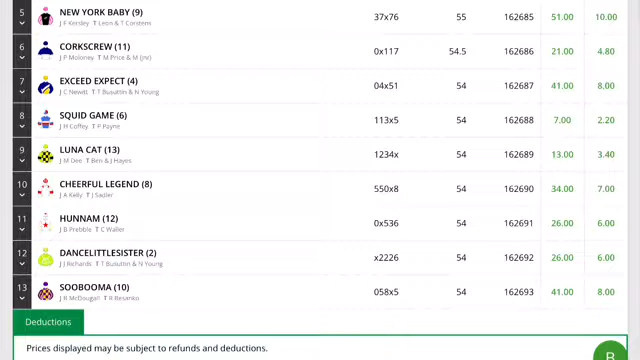 5 NEW YORK BABY (9) 37x76 55 162685 51.00 10.00
J F Kersley T Leon & T Corstens
6 CORKSCREW (11) 0x117 54.5 162686 21.00 4.80
J P Moloney T M Price & M (Jnr)
7 EXCEED EXPECT (4) 04x51 54 162687 41.00 8.00
J C Newitt T T Busuttin & N Young
8 SQUID GAME (6) 113x5 54 162688 7.00 2.20
J H Coffey T P Payne
9 LUNA CAT (13) 1234x 54 162689 13.00 3.40
J M Dee T Ben & J Hayes
10 CHEERFUL LEGEND (8) 550x8 54 162690 34.00 7.00
J A Kelly T J Sadler
11 HUNNAM (12) 0x536 54 162691 26.00 6.00
J B Prebble T C Waller
12 DANCELITTLESISTER (2) x2226 54 162692 26.00 6.00
J J Richards T T Busuttin & N Young
13 SOOBOOMA (10) 058x5 54 162693 41.00 8.00
J B McDougall T R Besanko
Deductions
Prices displayed may be subject to refunds and deductions.